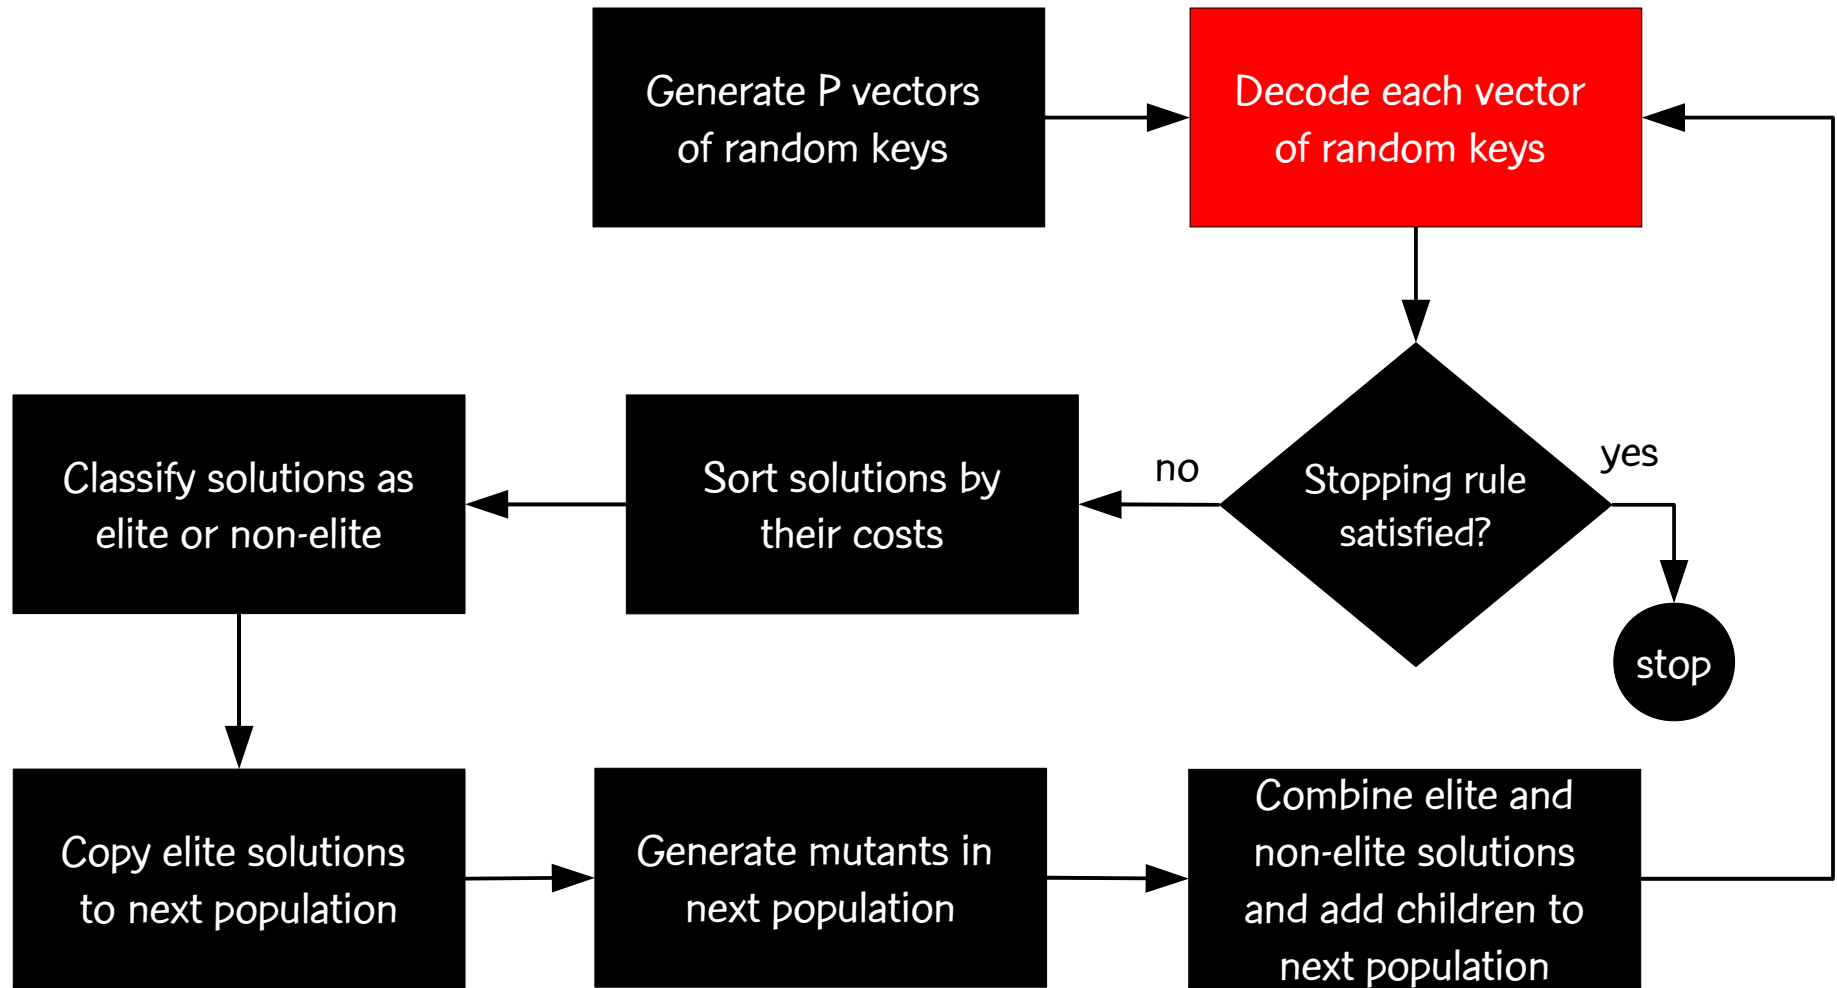 Generate P vectors
of random keys
Decode each vector
of random keys
Classify solutions as
elite or non-elite
Sort solutions by
their costs
no
Stopping rule
satisfied?
yes
stop
Copy elite solutions
to next population
Generate mutants in
next population
Combine elite and
non-elite solutions
and add children to
next population